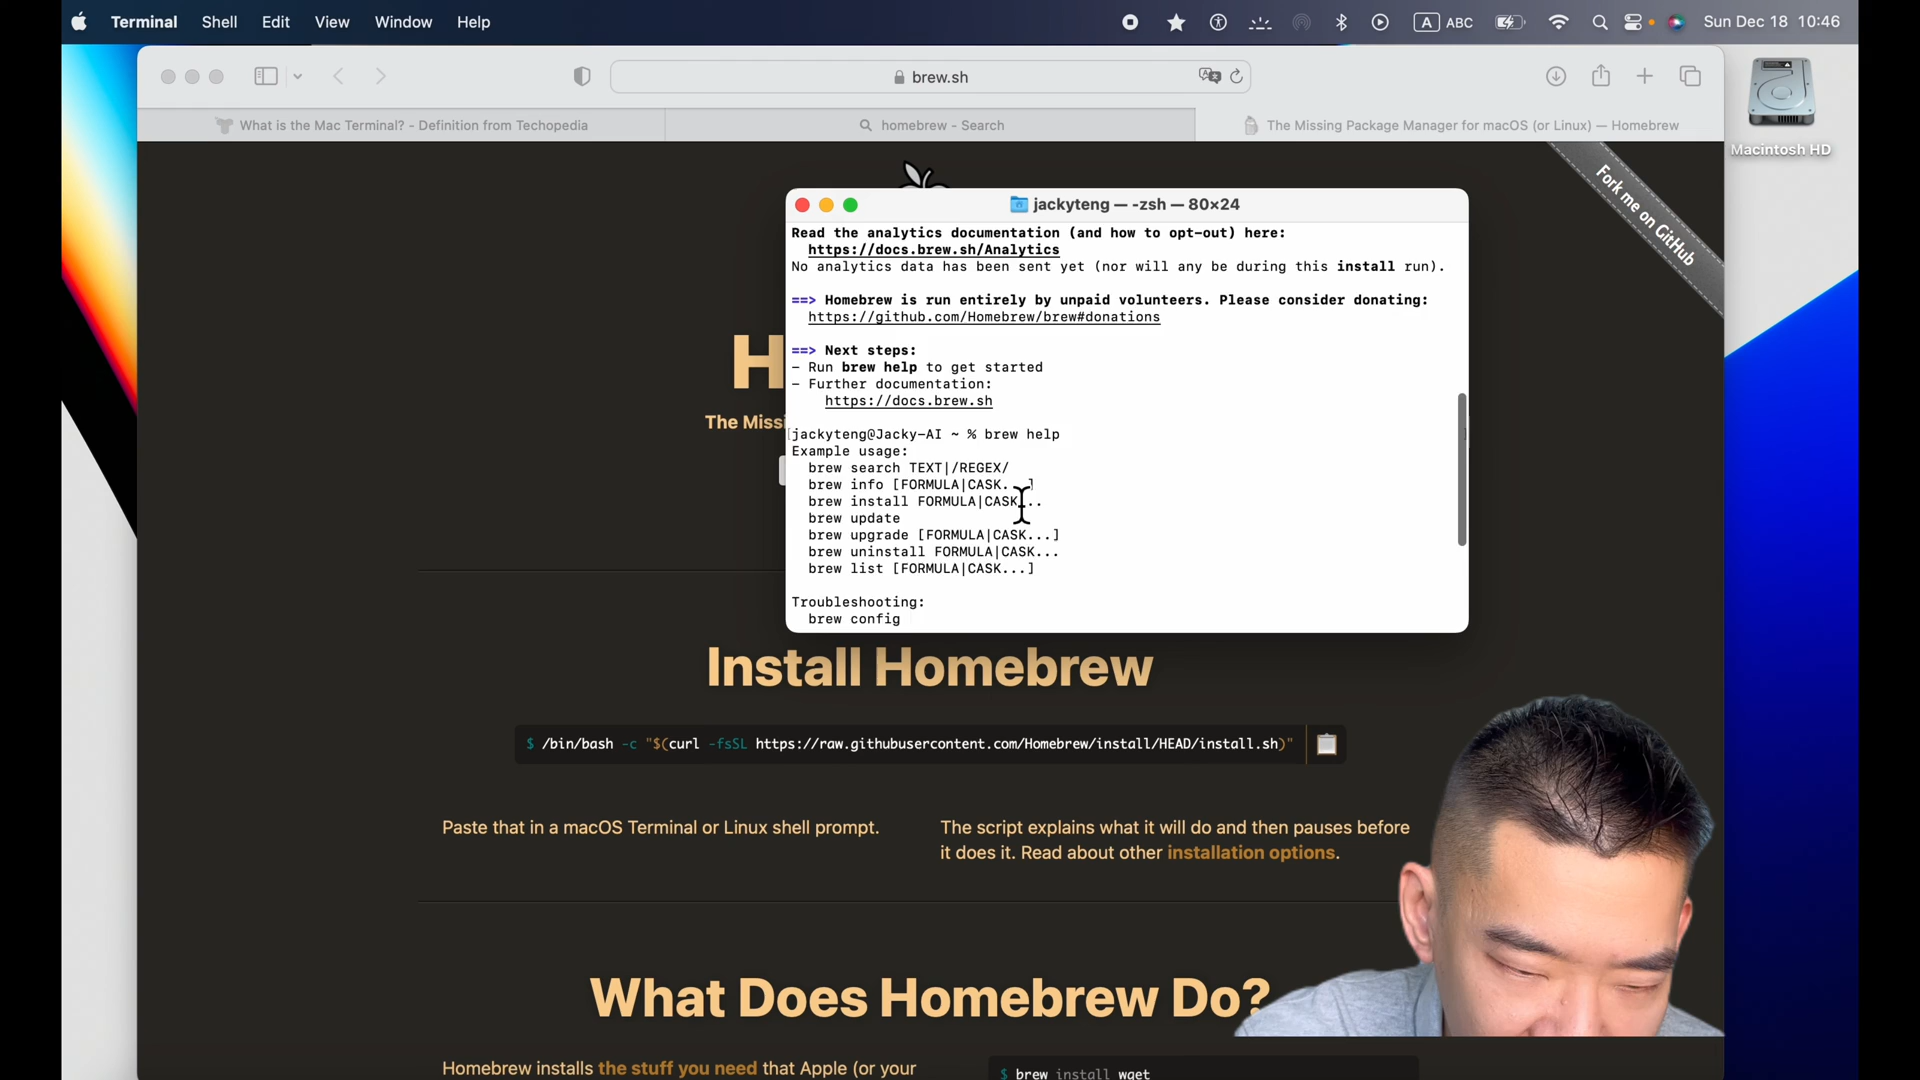 Terminal Shell Edit View Window Help A ABC Sun Dec 18 10:46
brew.sh
What is the Mac Terminal? - Definition from Techopedia
homebrew - Search
The Missing Package Manager for macOS (or Linux) — Homebrew
Macintosh HD
Fork me on GitHub
jackyteng — -zsh — 80×24
Read the analytics documentation (and how to opt-out) here:
https://docs.brew.sh/Analytics
No analytics data has been sent yet (nor will any be during this install run).
==> Homebrew is run entirely by unpaid volunteers. Please consider donating:
https://github.com/Homebrew/brew#donations
==> Next steps:
- Run brew help to get started
- Further documentation:
https://docs.brew.sh
jackyteng@Jacky-AI ~ % brew help
Example usage:
brew search TEXT|/REGEX/
brew info [FORMULA|CASK...]
brew install FORMULA|CASK...
brew update
brew upgrade [FORMULA|CASK...]
brew uninstall FORMULA|CASK...
brew list [FORMULA|CASK...]
Troubleshooting:
brew config
H
The Missi
Install Homebrew
$ /bin/bash -c "$(curl -fsSL https://raw.githubusercontent.com/Homebrew/install/HEAD/install.sh)"
Paste that in a macOS Terminal or Linux shell prompt.
The script explains what it will do and then pauses before
it does it. Read about other installation options.
What Does Homebrew Do?
Homebrew installs the stuff you need that Apple (or your
$ brew install wget